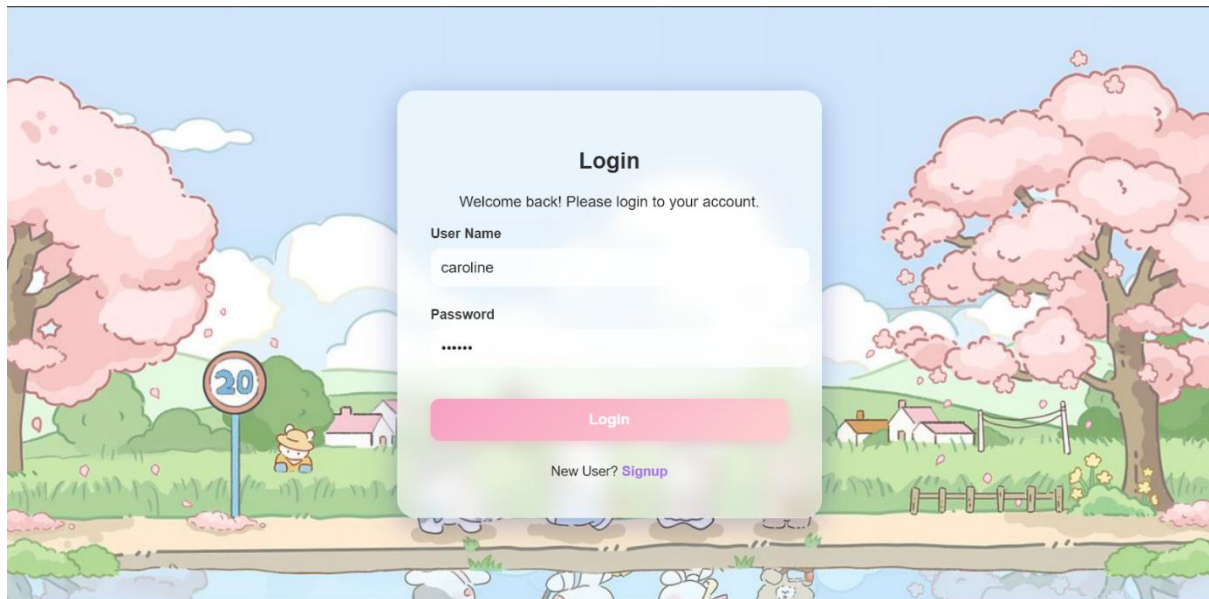 Login
Welcome back! Please login to your account.
User Name
caroline
Password
••••••
20
Login
New User? Signup